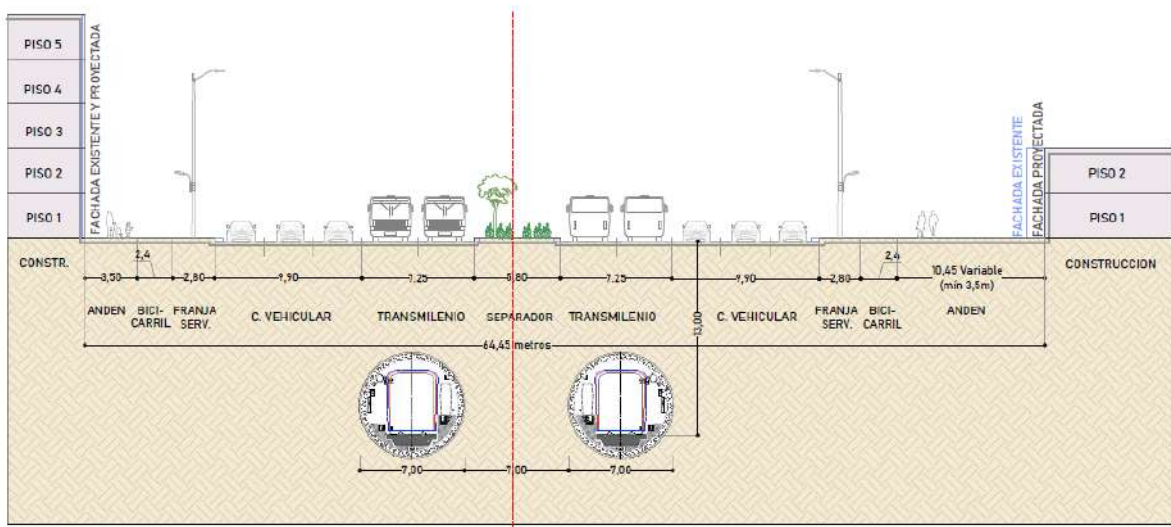 PISO 5
PISO 4
PISO 3
PISO 2
PISO 1
FACHADA EXISTENTE Y PROYECTADA
FACHADA EXISTENTE
FACHADA PROYECTADA
PISO 2
PISO 1
CONSTR.
CONSTRUCCION
3,50
2,4
2,80
9,90
7,25
5,80
7,25
9,90
2,80
2,4
10,45 Variable
(min 3,5m)
ANDEN
BICI-
CARRIL
FRANJA
SERV.
C. VEHICULAR
TRANSMILENIO
SEPARADOR
TRANSMILENIO
C. VEHICULAR
FRANJA
SERV.
BICI-
CARRIL
ANDEN
13,00
64,45 metros
7,00
7,00
7,00